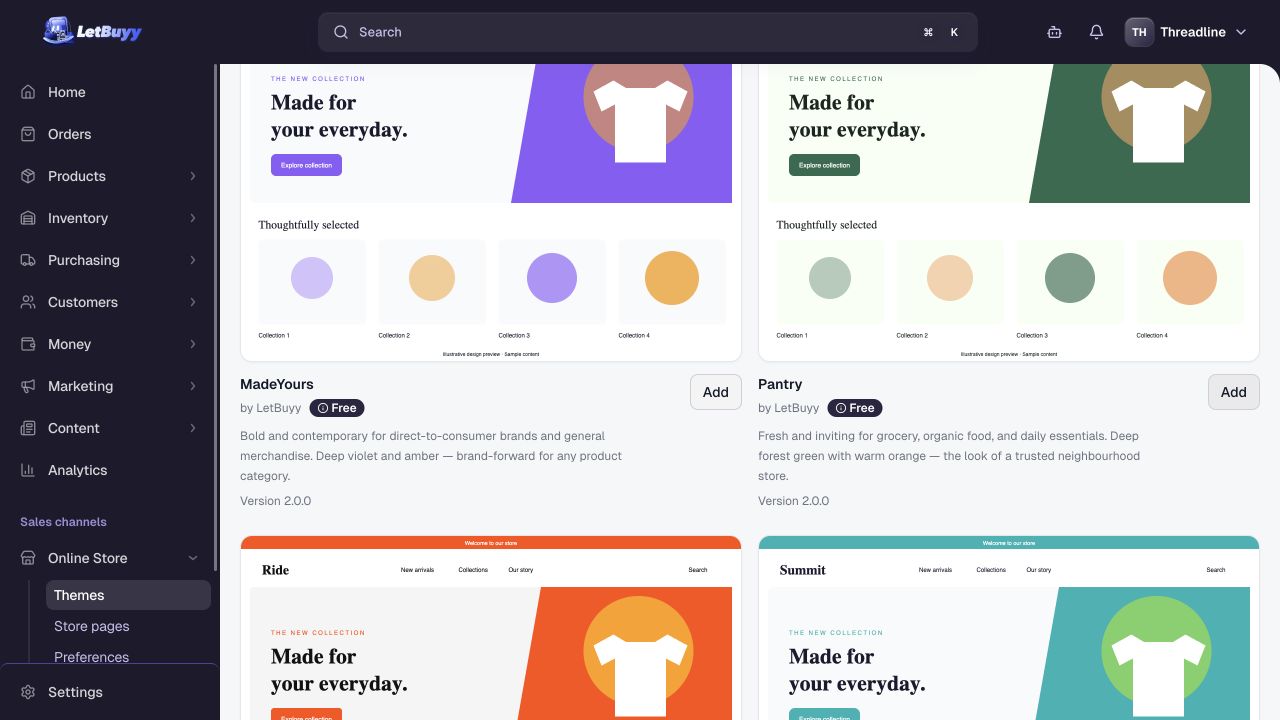 LetBuyy
Search
⌘ K
TH
Threadline
Home
Orders
Products
Inventory
Purchasing
Customers
Money
Marketing
Content
Analytics
Sales channels
Online Store
Themes
Store pages
Preferences
Settings
THE NEW COLLECTION
Made for
your everyday.
Explore collection
Thoughtfully selected
Collection 1
Collection 2
Collection 3
Collection 4
Illustrative design preview · Sample content
MadeYours
Add
by LetBuyy
Free
Bold and contemporary for direct-to-consumer brands and general
merchandise. Deep violet and amber — brand-forward for any product
category.
Version 2.0.0
THE NEW COLLECTION
Made for
your everyday.
Explore collection
Thoughtfully selected
Collection 1
Collection 2
Collection 3
Collection 4
Illustrative design preview · Sample content
Pantry
Add
by LetBuyy
Free
Fresh and inviting for grocery, organic food, and daily essentials. Deep
forest green with warm orange — the look of a trusted neighbourhood
store.
Version 2.0.0
Welcome to our store
Ride
New arrivals
Collections
Our story
Search
THE NEW COLLECTION
Made for
your everyday.
Explore collection
Welcome to our store
Summit
New arrivals
Collections
Our story
Search
THE NEW COLLECTION
Made for
your everyday.
Explore collection